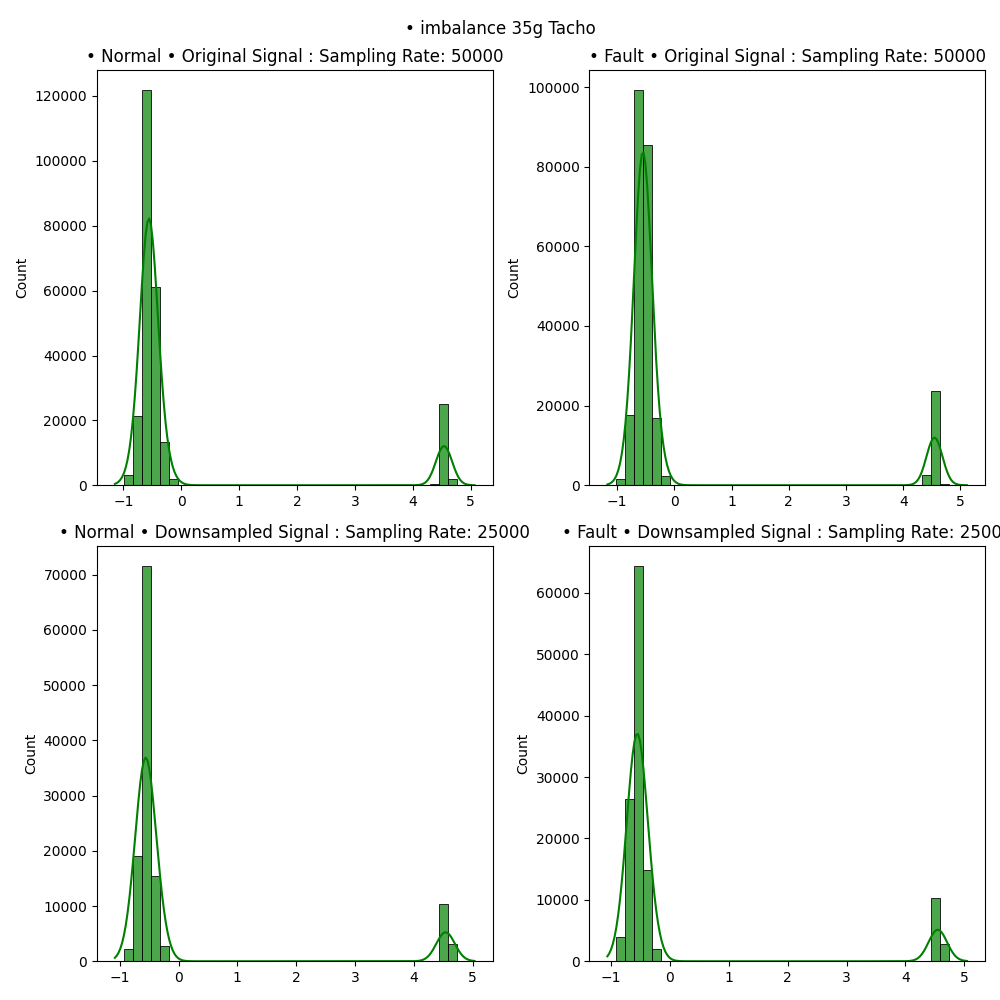 • imbalance 35g Tacho
• Normal • Original Signal : Sampling Rate: 50000
• Fault • Original Signal : Sampling Rate: 50000
120000
100000
80000
60000
40000
20000
0
Count
−1 0 1 2 3 4 5
100000
80000
60000
40000
20000
0
Count
−1 0 1 2 3 4 5
• Normal • Downsampled Signal : Sampling Rate: 25000
• Fault • Downsampled Signal : Sampling Rate: 2500
70000
60000
50000
40000
30000
20000
10000
0
Count
−1 0 1 2 3 4 5
60000
50000
40000
30000
20000
10000
0
Count
−1 0 1 2 3 4 5